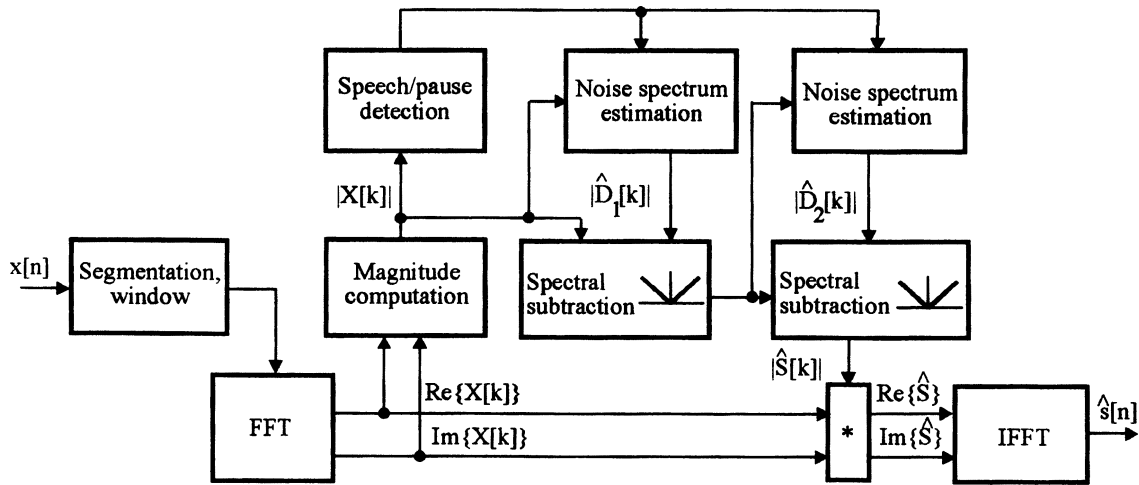 Speech/pause
detection
Noise spectrum
estimation
Noise spectrum
estimation
|X[k]|
|D̂₁[k]|
|D̂₂[k]|
x[n]
Segmentation,
window
Magnitude
computation
Spectral
subtraction
Spectral
subtraction
|Ŝ[k]|
FFT
Re{X[k]}
Im{X[k]}
*
Re{Ŝ}
Im{Ŝ}
IFFT
ŝ[n]